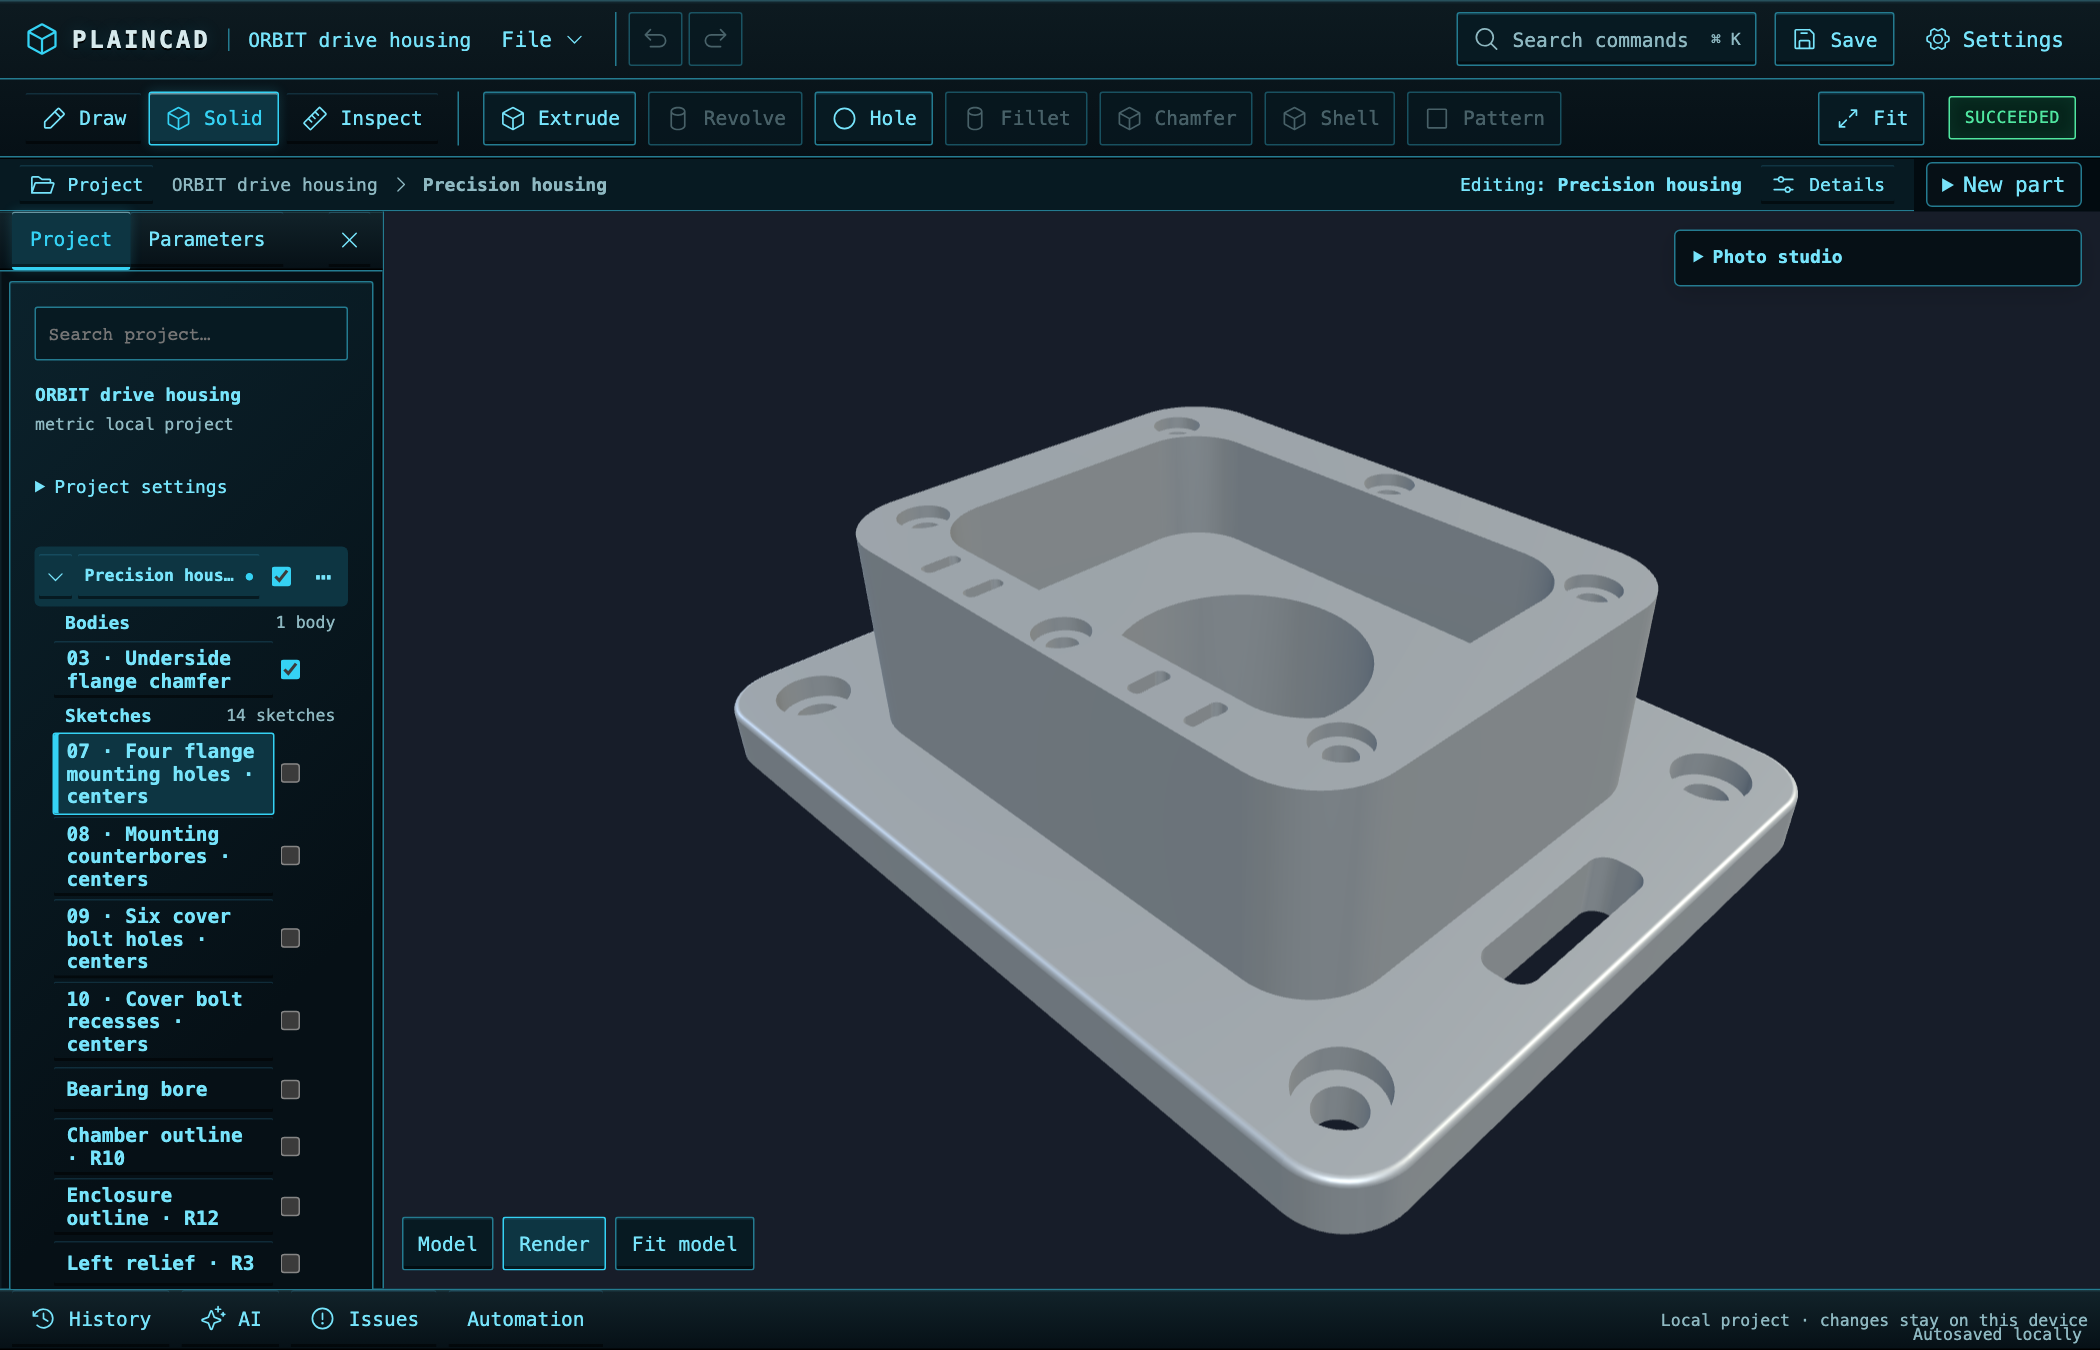 PLAINCAD
ORBIT drive housing
File
Search commands ⌘ K
Save
Settings
Draw
Solid
Inspect
Extrude
Revolve
Hole
Fillet
Chamfer
Shell
Pattern
Fit
SUCCEEDED
Project
ORBIT drive housing > Precision housing
Editing: Precision housing
Details
New part
Project
Parameters
Photo studio
Search project…
ORBIT drive housing
metric local project
Project settings
Precision hous…
Bodies 1 body
03 · Underside
flange chamfer
Sketches 14 sketches
07 · Four flange
mounting holes ·
centers
08 · Mounting
counterbores ·
centers
09 · Six cover
bolt holes ·
centers
10 · Cover bolt
recesses ·
centers
Bearing bore
Chamber outline
· R10
Enclosure
outline · R12
Left relief · R3
Model
Render
Fit model
History
AI
Issues
Automation
Local project · changes stay on this device
Autosaved locally